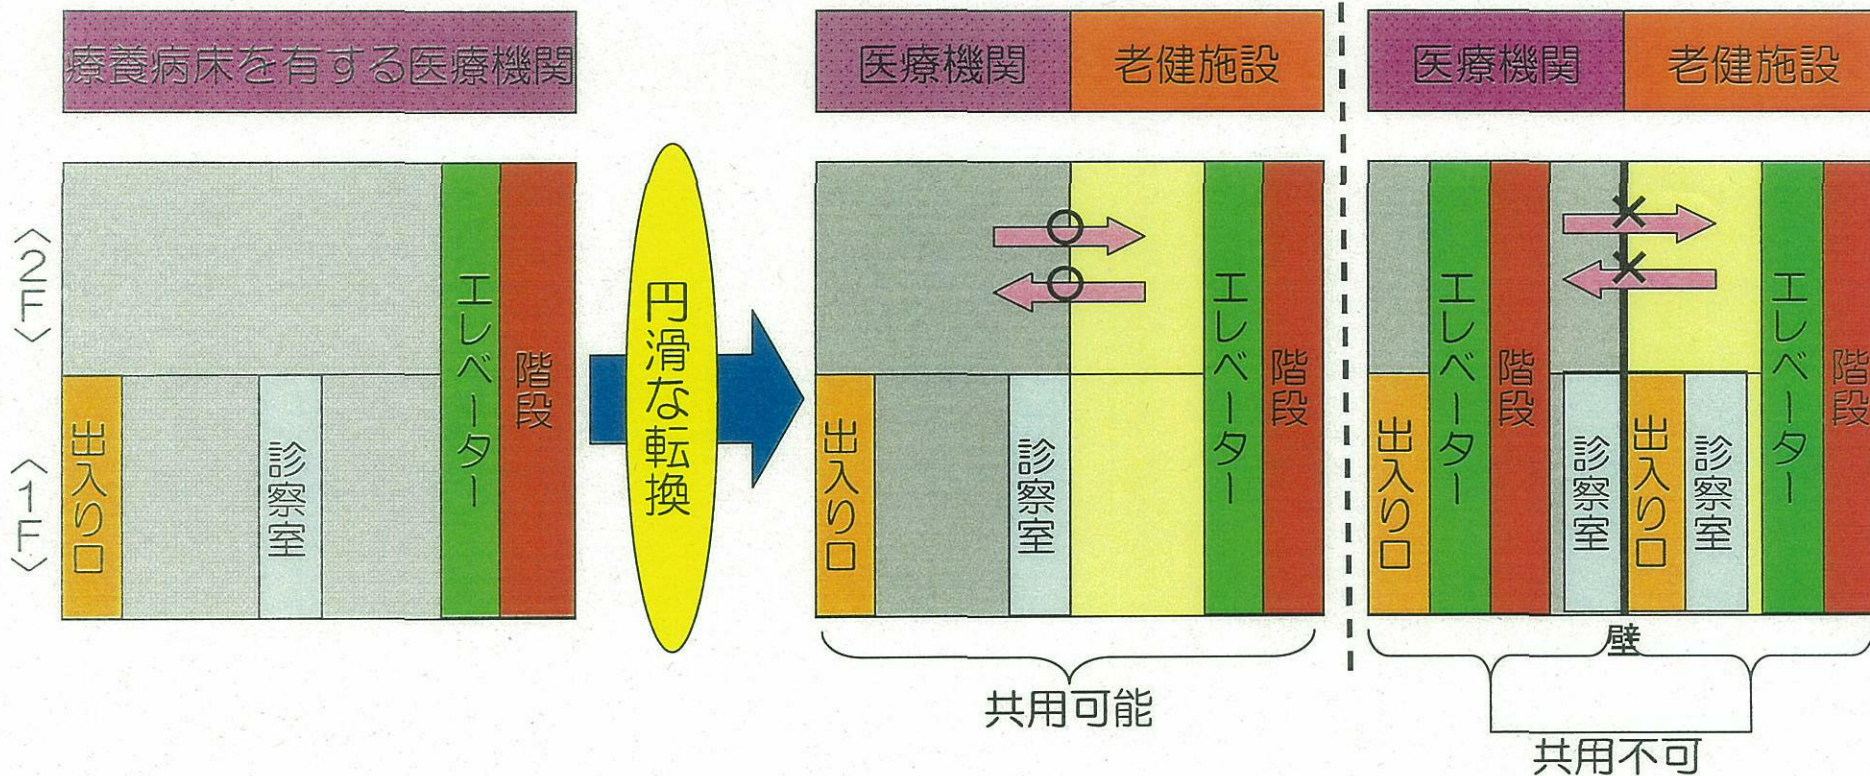 療養病床を有する医療機関
医療機関
老健施設
医療機関
老健施設
〈2F〉
〈1F〉
出入り口
診察室
エレベーター
階段
円滑な転換
出入り口
診察室
エレベーター
階段
共用可能
出入り口
エレベーター
階段
診察室
出入り口
診察室
エレベーター
階段
壁
共用不可